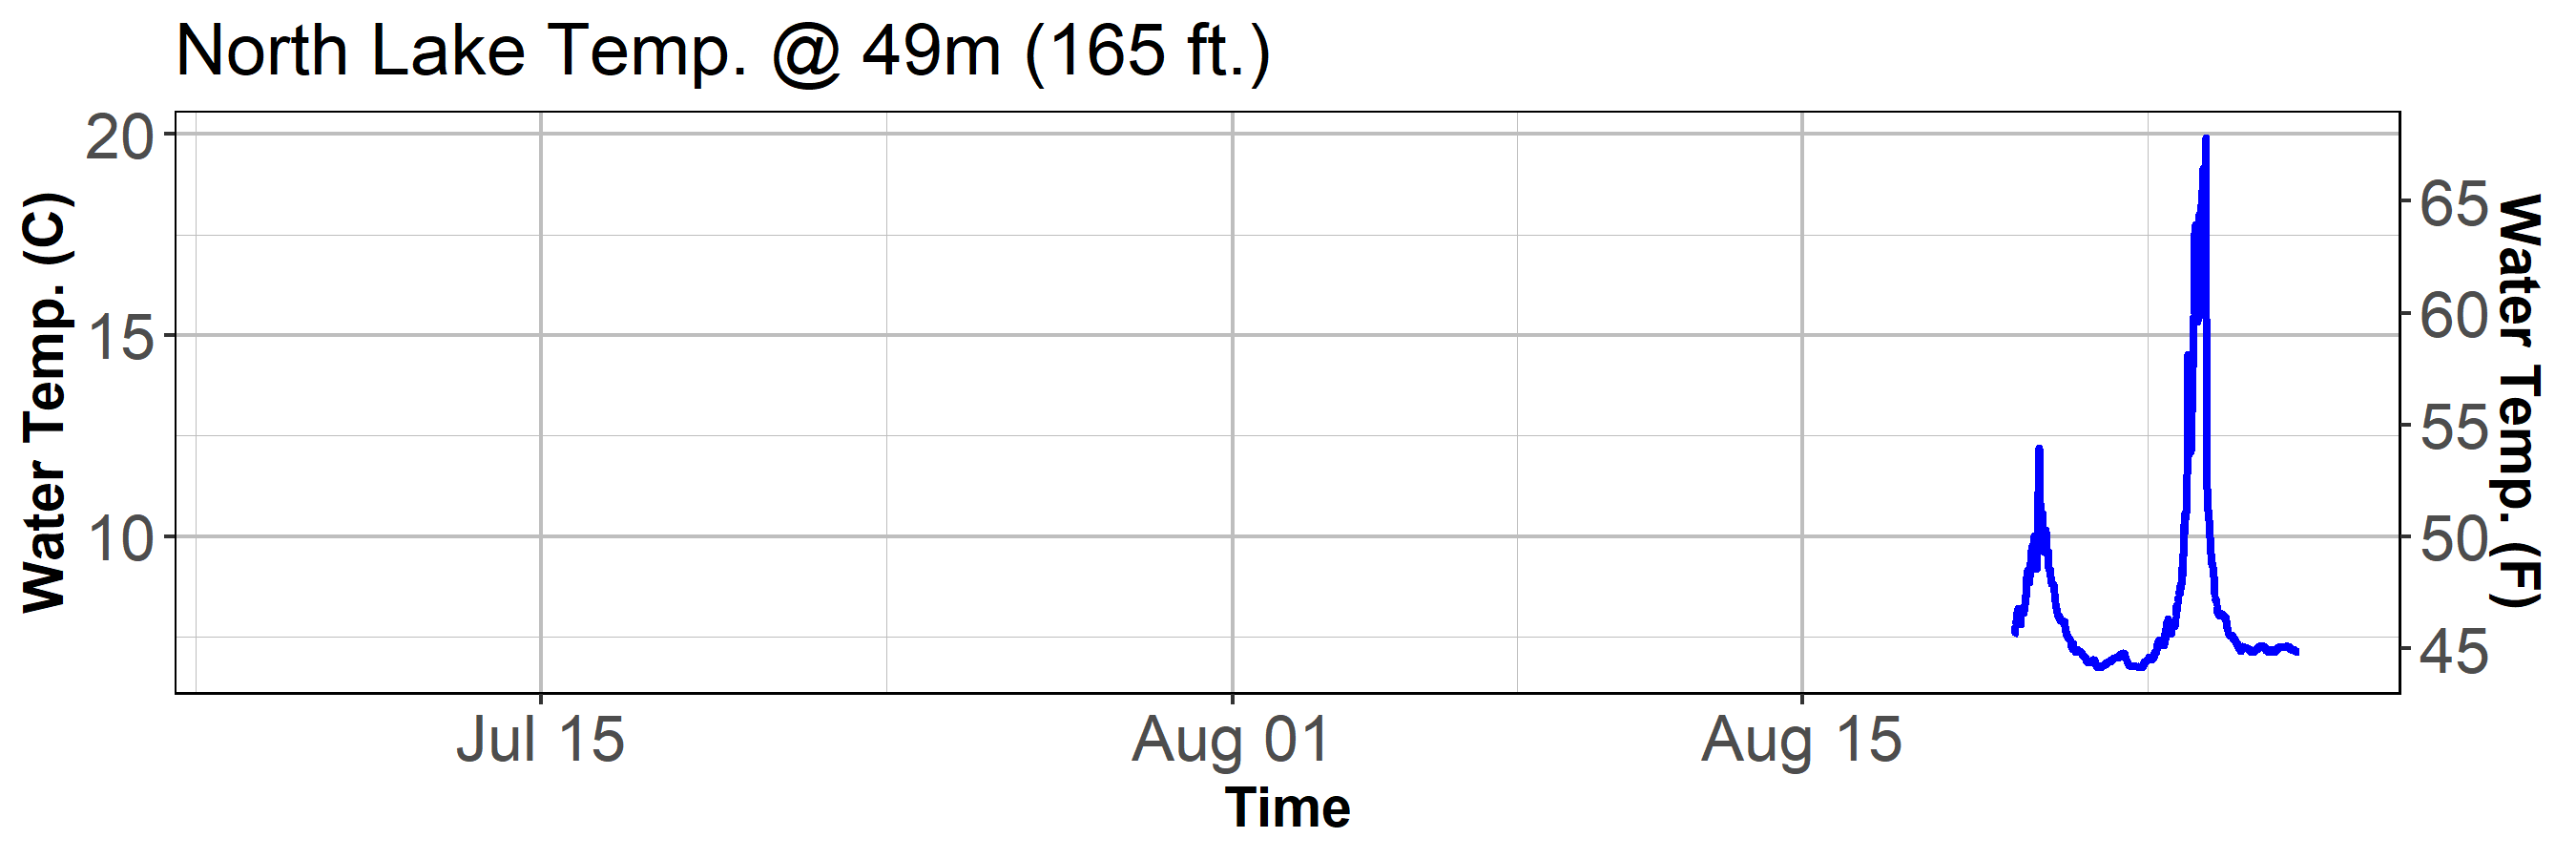 North Lake Temp. @ 49m (165 ft.)
20
15
10
Water Temp. (C)
65
60
55
50
45
Water Temp. (F)
Jul 15
Aug 01
Aug 15
Time